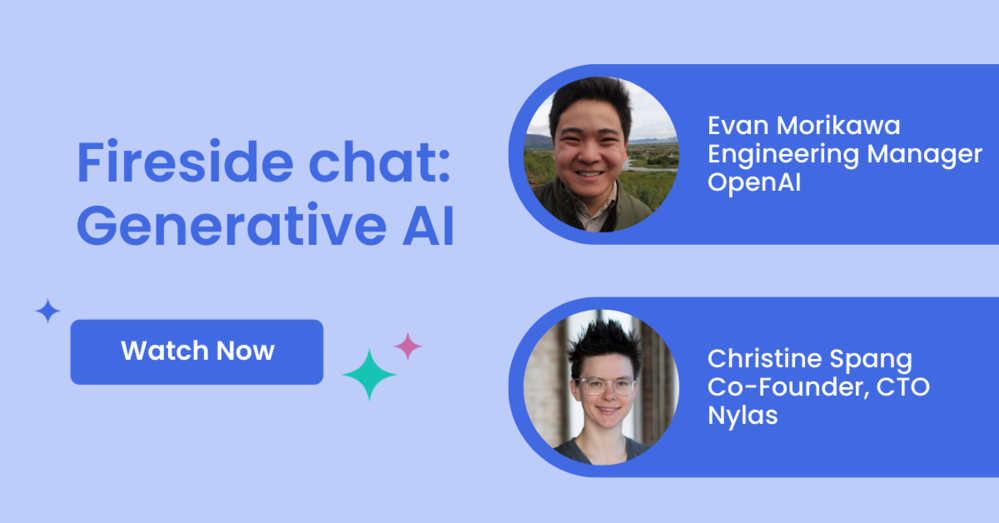 Fireside chat:
Generative AI
Watch Now
Evan Morikawa
Engineering Manager
OpenAI
Christine Spang
Co-Founder, CTO
Nylas